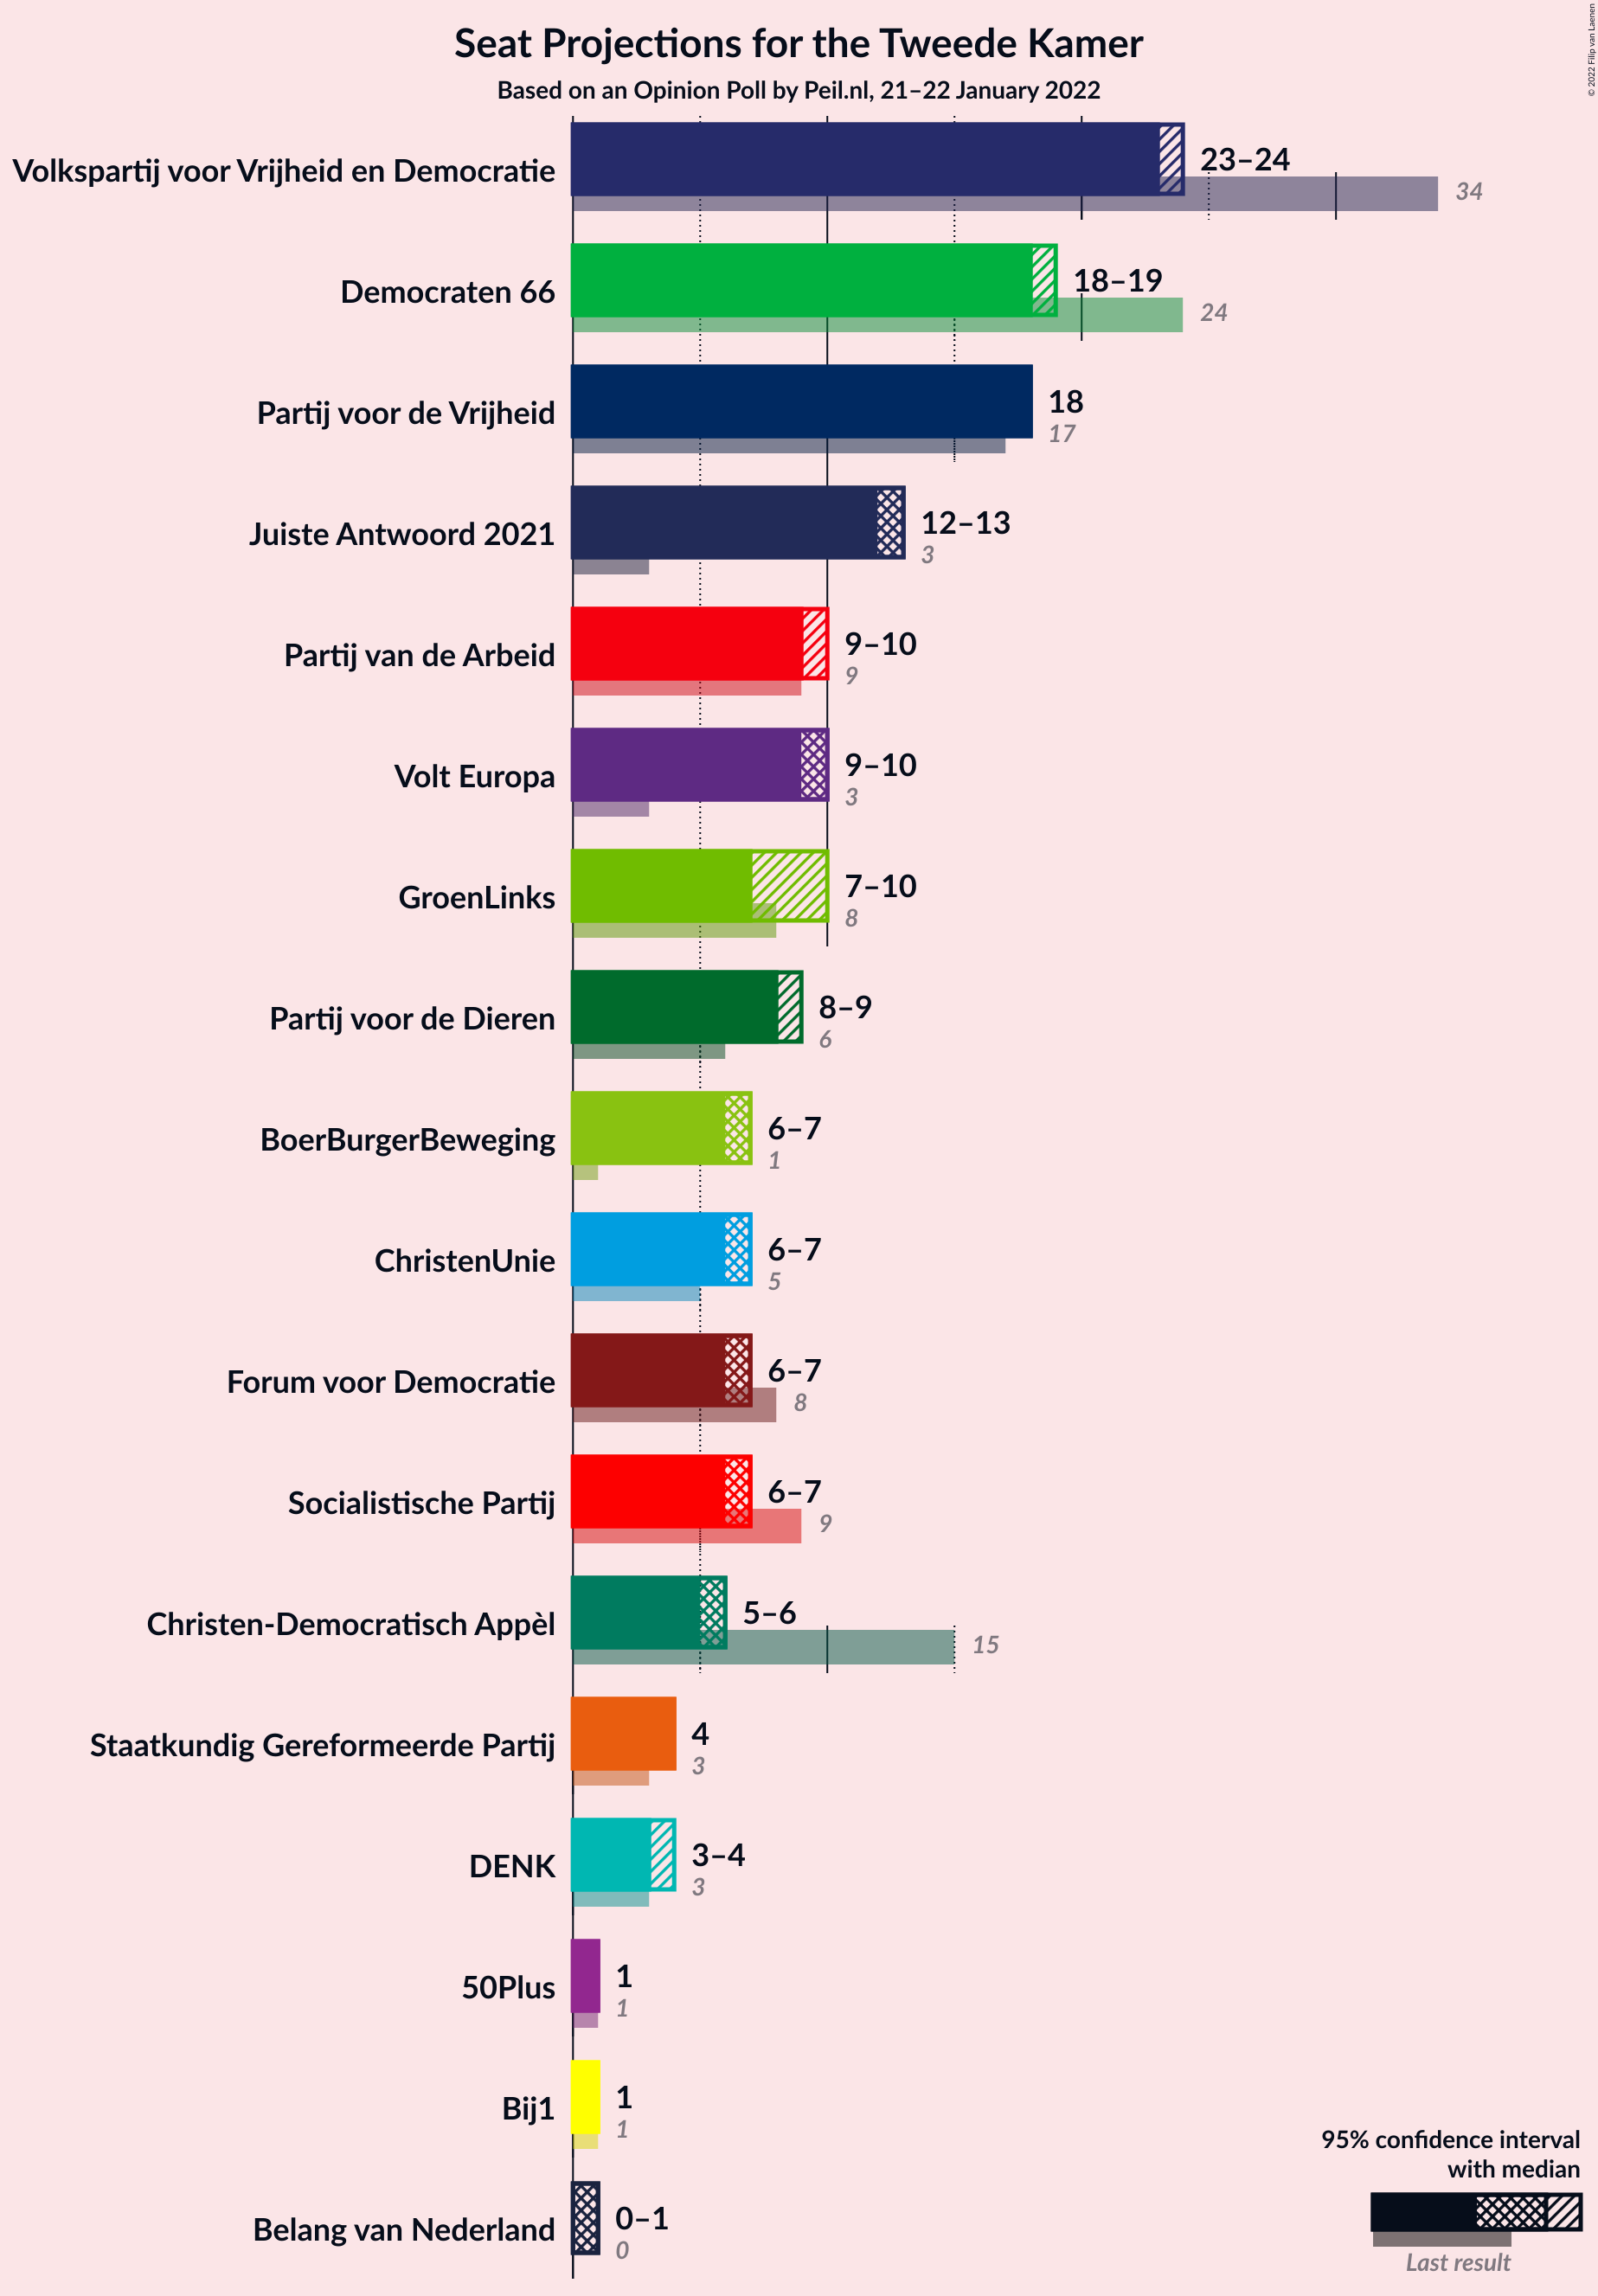 Seat Projections for the Tweede Kamer
Based on an Opinion Poll by Peil.nl, 21–22 January 2022
© 2022 Filip van Laenen
Volkspartij voor Vrijheid en Democratie
23–24
34
Democraten 66
18–19
24
Partij voor de Vrijheid
18
17
Juiste Antwoord 2021
12–13
3
Partij van de Arbeid
9–10
9
Volt Europa
9–10
3
GroenLinks
7–10
8
Partij voor de Dieren
8–9
6
BoerBurgerBeweging
6–7
1
ChristenUnie
6–7
5
Forum voor Democratie
6–7
8
Socialistische Partij
6–7
9
Christen-Democratisch Appèl
5–6
15
Staatkundig Gereformeerde Partij
4
3
DENK
3–4
3
50Plus
1
1
Bij1
1
1
Belang van Nederland
0–1
0
95% confidence interval
with median
Last result